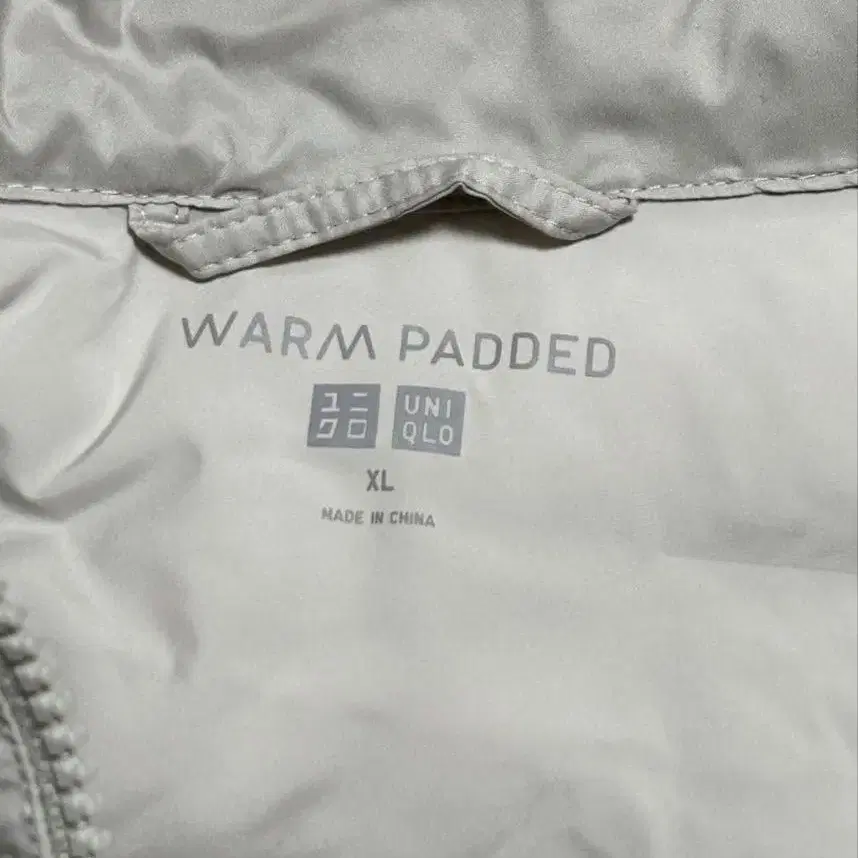 WARM PADDED
ユニ UNI
クロ QLO
XL
MADE IN CHINA